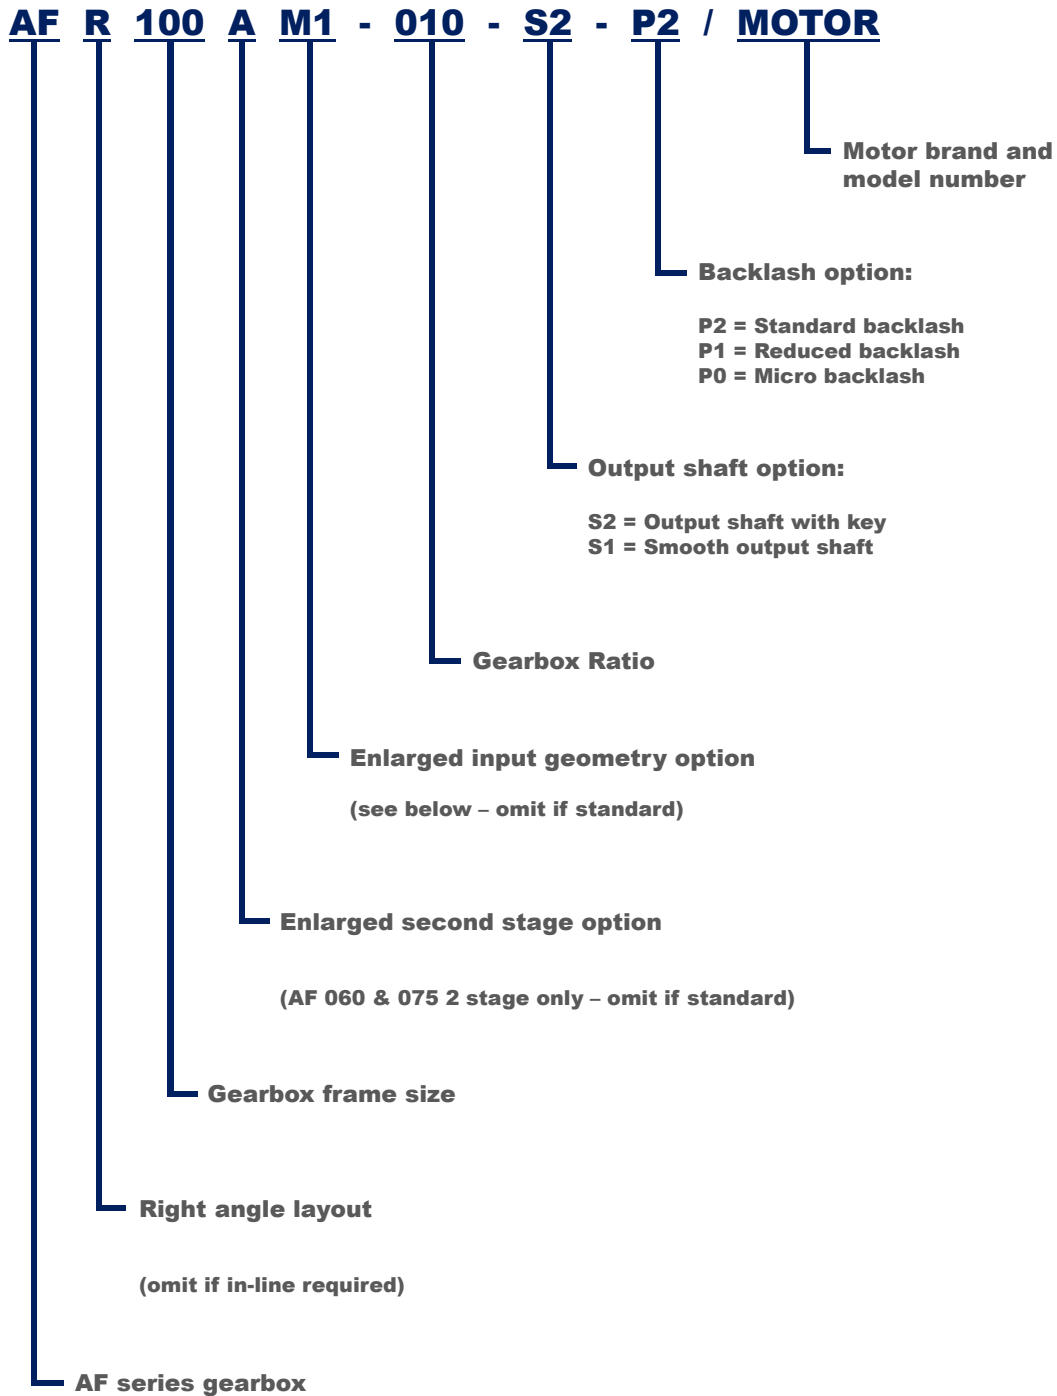 AF R 100 A M1 - 010 - S2 - P2 / MOTOR
Motor brand and
model number
Backlash option:
P2 = Standard backlash
P1 = Reduced backlash
P0 = Micro backlash
Output shaft option:
S2 = Output shaft with key
S1 = Smooth output shaft
Gearbox Ratio
Enlarged input geometry option
(see below – omit if standard)
Enlarged second stage option
(AF 060 & 075 2 stage only – omit if standard)
Gearbox frame size
Right angle layout
(omit if in-line required)
AF series gearbox